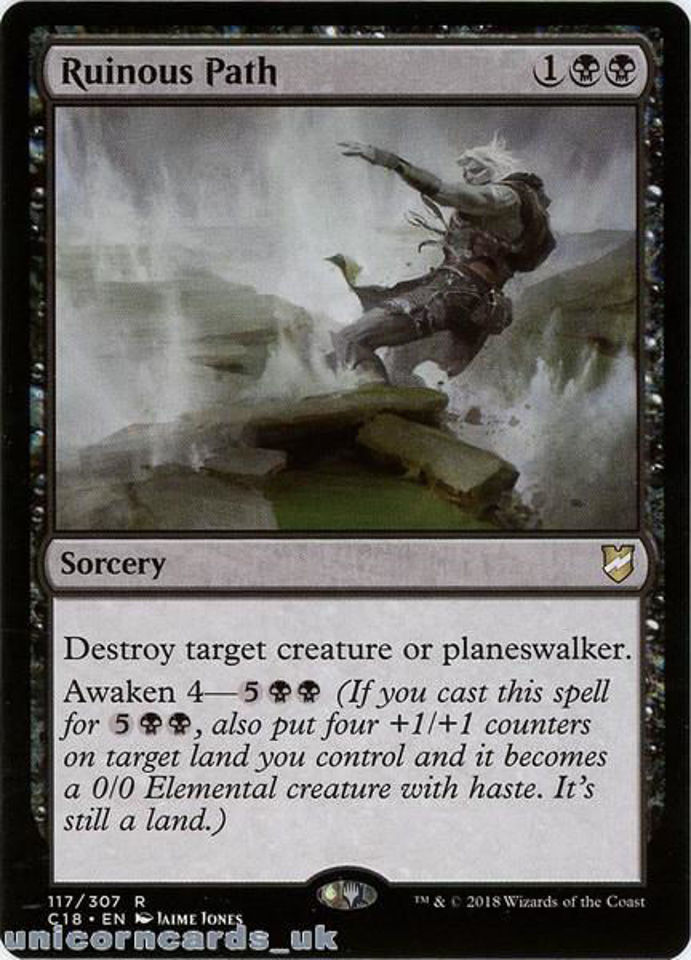 Ruinous Path 1
Sorcery
Destroy target creature or planeswalker.
Awaken 4—5 (If you cast this spell
for 5, also put four +1/+1 counters
on target land you control and it becomes
a 0/0 Elemental creature with haste. It's
still a land.)
117/307 R
™ & © 2018 Wizards of the Coast
C18 • EN Jaime Jones
unicorncards_uk